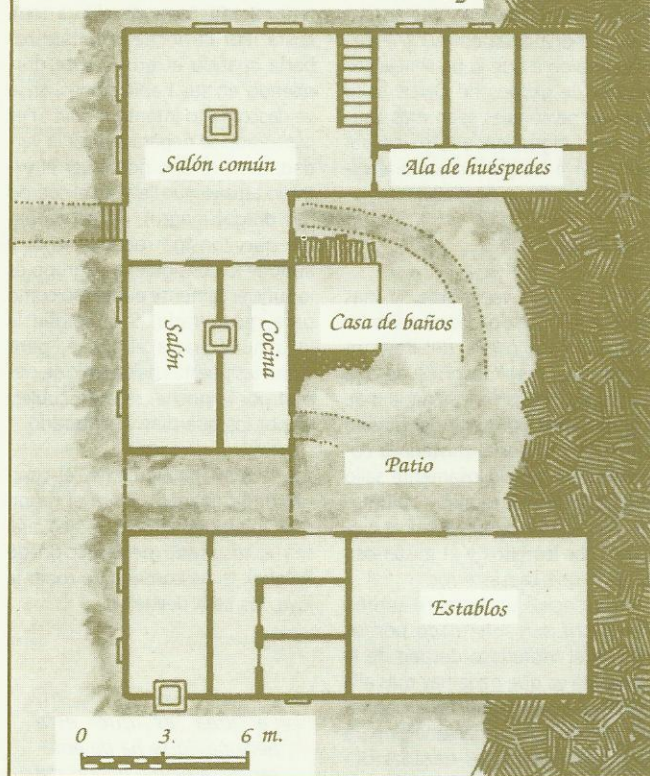 Salón común
Ala de huéspedes
Salón
Cocina
Casa de baños
Patio
Establos
0 3. 6 m.